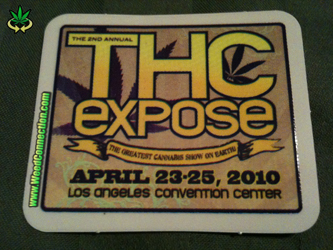 THE 2ND ANNUAL
THC
expose
THE GREATEST CANNABIS SHOW ON EARTH!
APRIL 23-25, 2010
LOS ANGELES CONVENTION CENTER
www.WeedConnection.com